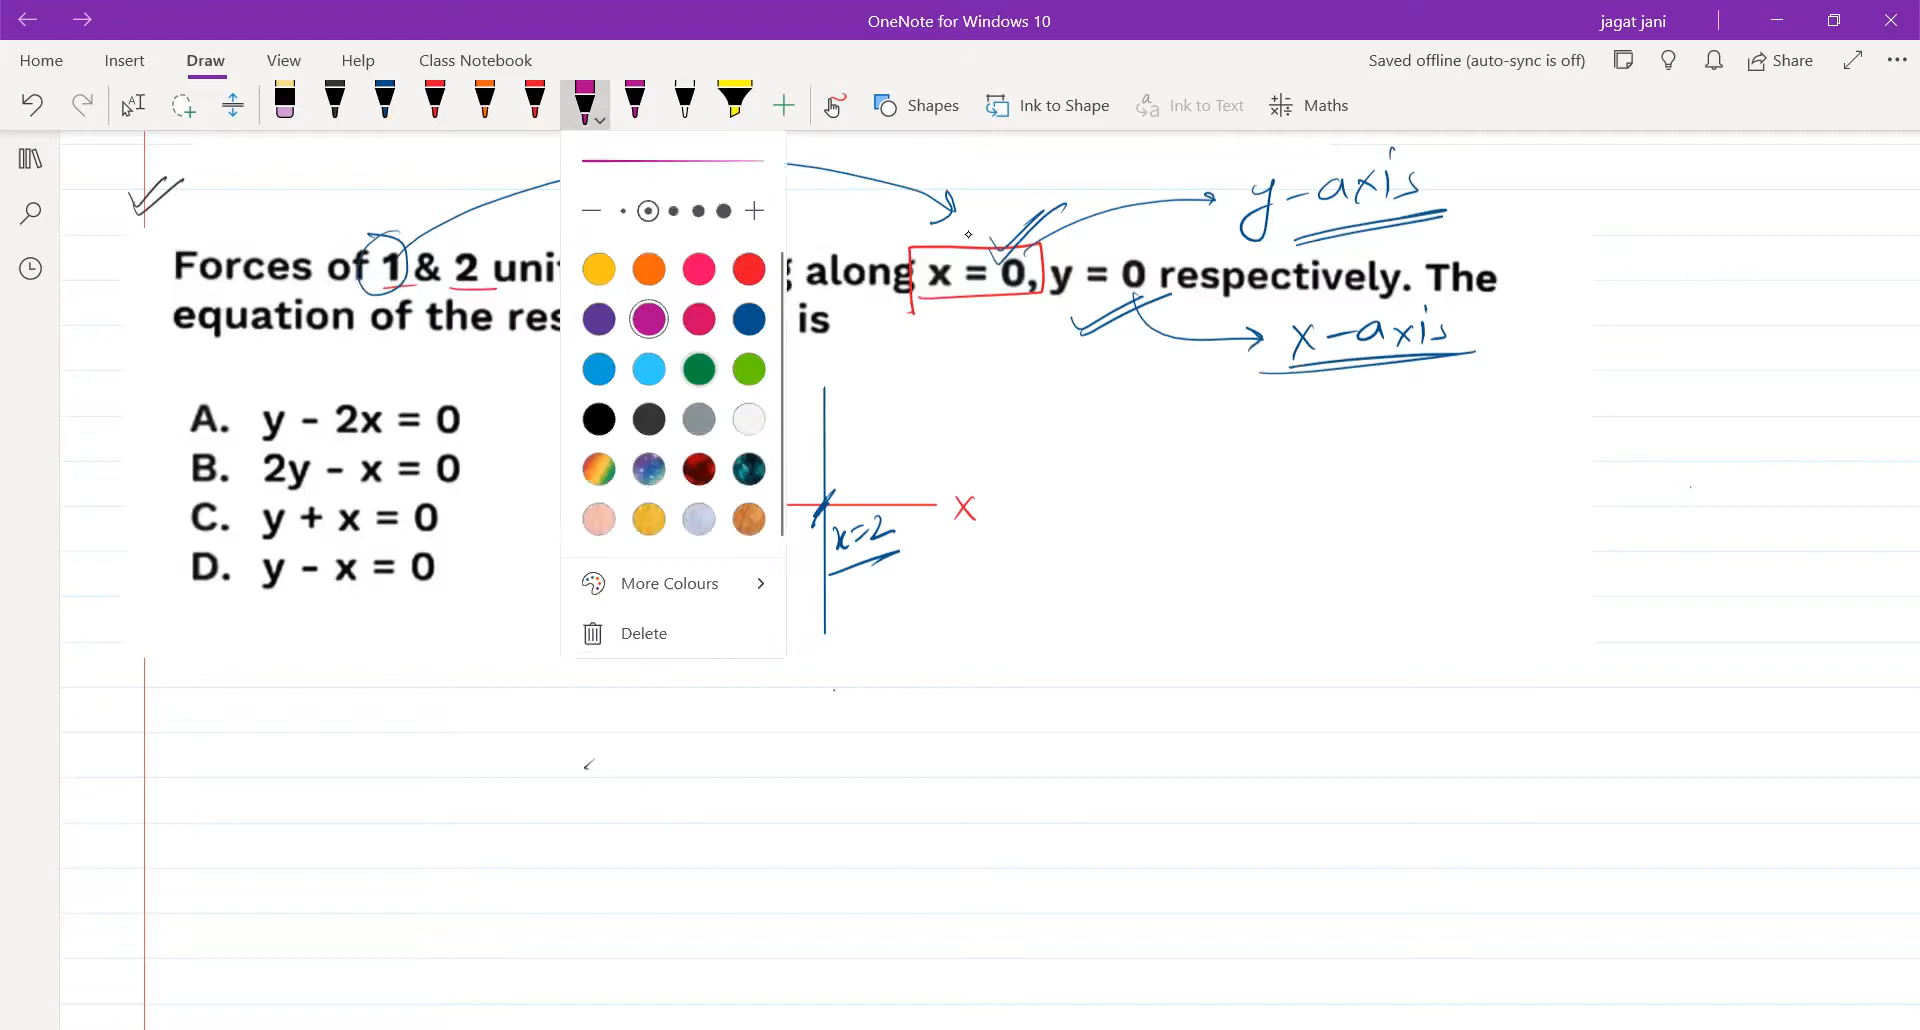 OneNote for Windows 10
jagat jani
Home Insert Draw View Help Class Notebook
Saved offline (auto-sync is off) Share
Shapes Ink to Shape Ink to Text Maths
y-axis
Forces of 1 & 2 uni along x = 0, y = 0 respectively. The
equation of the res is
x-axis
A. y - 2x = 0
B. 2y - x = 0
C. y + x = 0
D. y - x = 0
X
x=2
More Colours
Delete